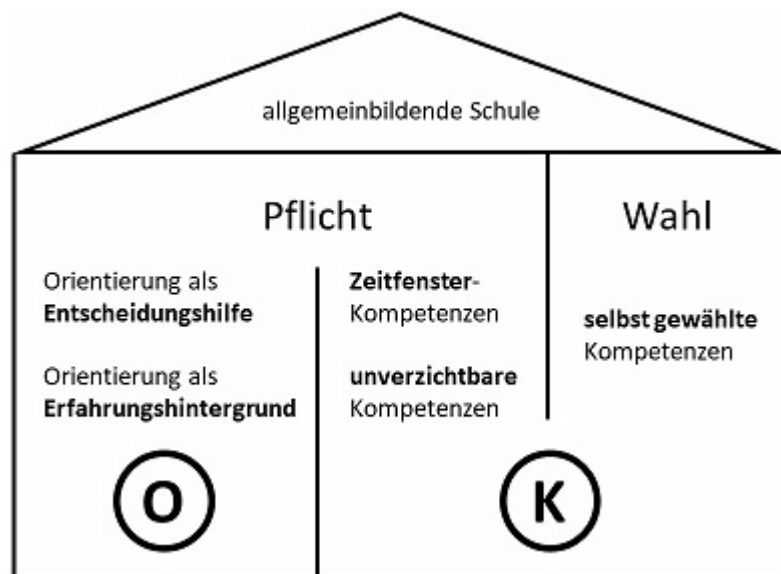 allgemeinbildende Schule
Pflicht
Wahl
Orientierung als
Entscheidungshilfe
Orientierung als
Erfahrungshintergrund
Zeitfenster-
Kompetenzen
unverzichtbare
Kompetenzen
selbst gewählte
Kompetenzen
O
K